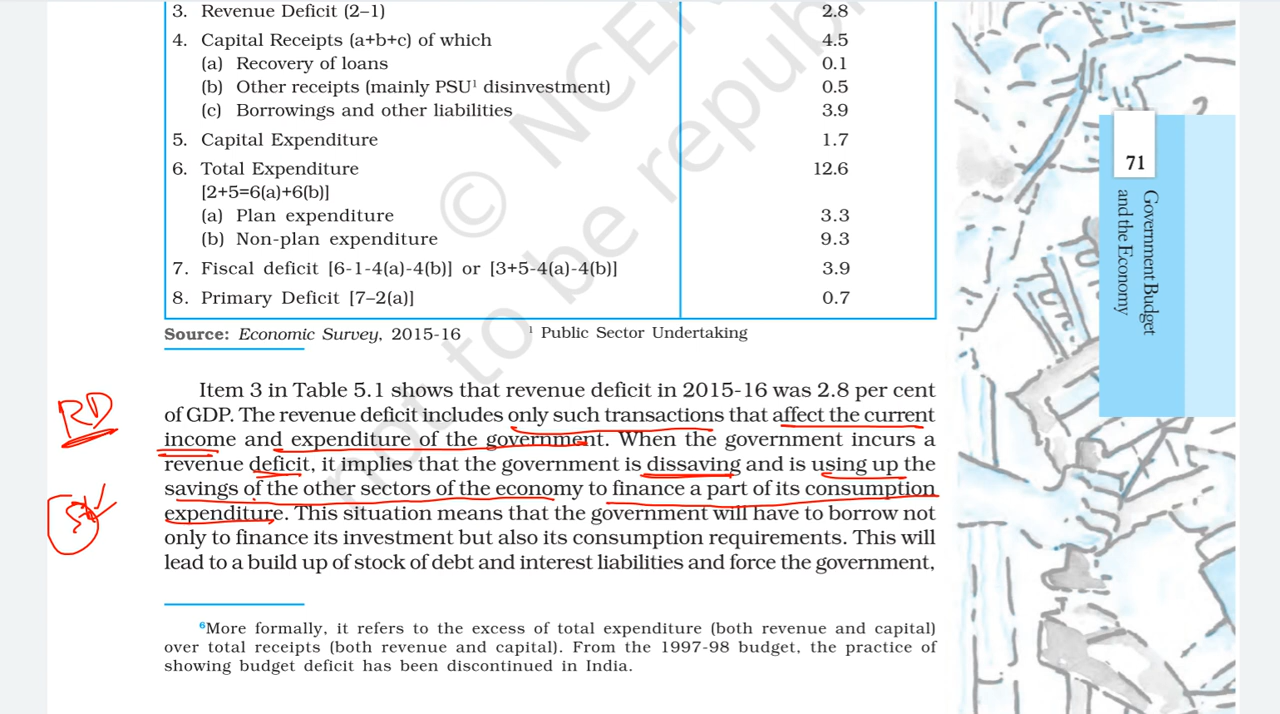 3. Revenue Deficit (2–1) 2.8
4. Capital Receipts (a+b+c) of which 4.5
(a) Recovery of loans 0.1
(b) Other receipts (mainly PSU¹ disinvestment) 0.5
(c) Borrowings and other liabilities 3.9
5. Capital Expenditure 1.7
6. Total Expenditure 12.6
[2+5=6(a)+6(b)]
(a) Plan expenditure 3.3
(b) Non-plan expenditure 9.3
7. Fiscal deficit [6-1-4(a)-4(b)] or [3+5-4(a)-4(b)] 3.9
8. Primary Deficit [7–2(a)] 0.7
Source: Economic Survey, 2015-16 ¹ Public Sector Undertaking
Item 3 in Table 5.1 shows that revenue deficit in 2015-16 was 2.8 per cent
of GDP. The revenue deficit includes only such transactions that affect the current
income and expenditure of the government. When the government incurs a
revenue deficit, it implies that the government is dissaving and is using up the
savings of the other sectors of the economy to finance a part of its consumption
expenditure. This situation means that the government will have to borrow not
only to finance its investment but also its consumption requirements. This will
lead to a build up of stock of debt and interest liabilities and force the government,
⁶More formally, it refers to the excess of total expenditure (both revenue and capital)
over total receipts (both revenue and capital). From the 1997-98 budget, the practice of
showing budget deficit has been discontinued in India.
RD
71
Government Budget
and the Economy
© NCER
not to be republ